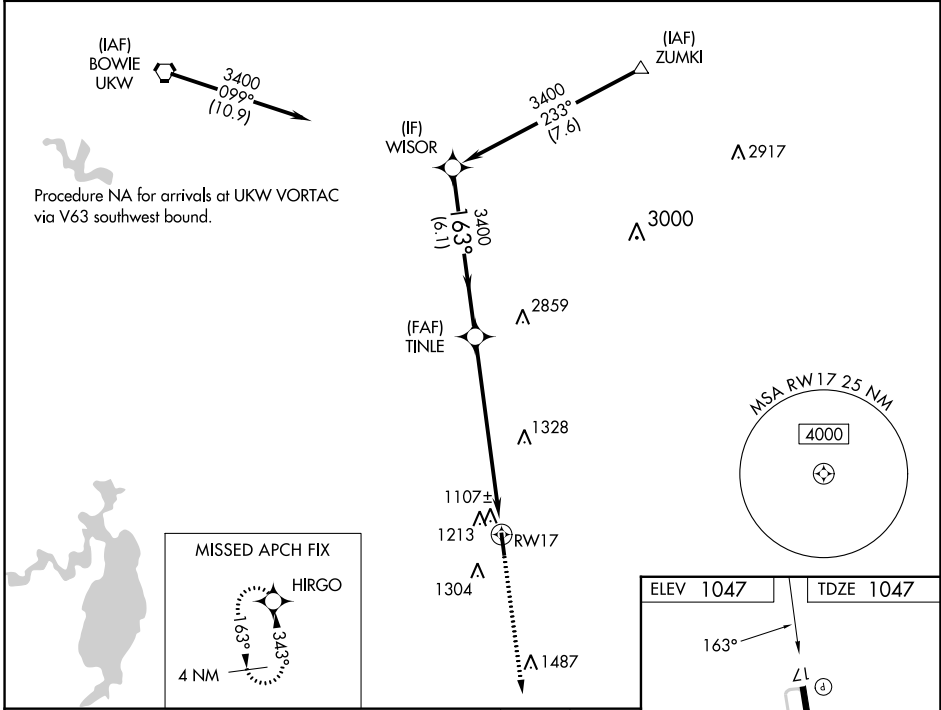 (IAF)
BOWIE
UKW
3400
099°
(10.9)
(IAF)
ZUMKI
3400
233°
(7.6)
(IF)
WISOR
2917
Procedure NA for arrivals at UKW VORTAC
via V63 southwest bound.
3400
163°
(6.1)
3000
2859
(FAF)
TINLE
MSA RW17 25 NM
4000
1328
1107±
1213
RW17
1304
MISSED APCH FIX
HIRGO
163°
343°
4 NM
1487
ELEV 1047
TDZE 1047
163°
17
P